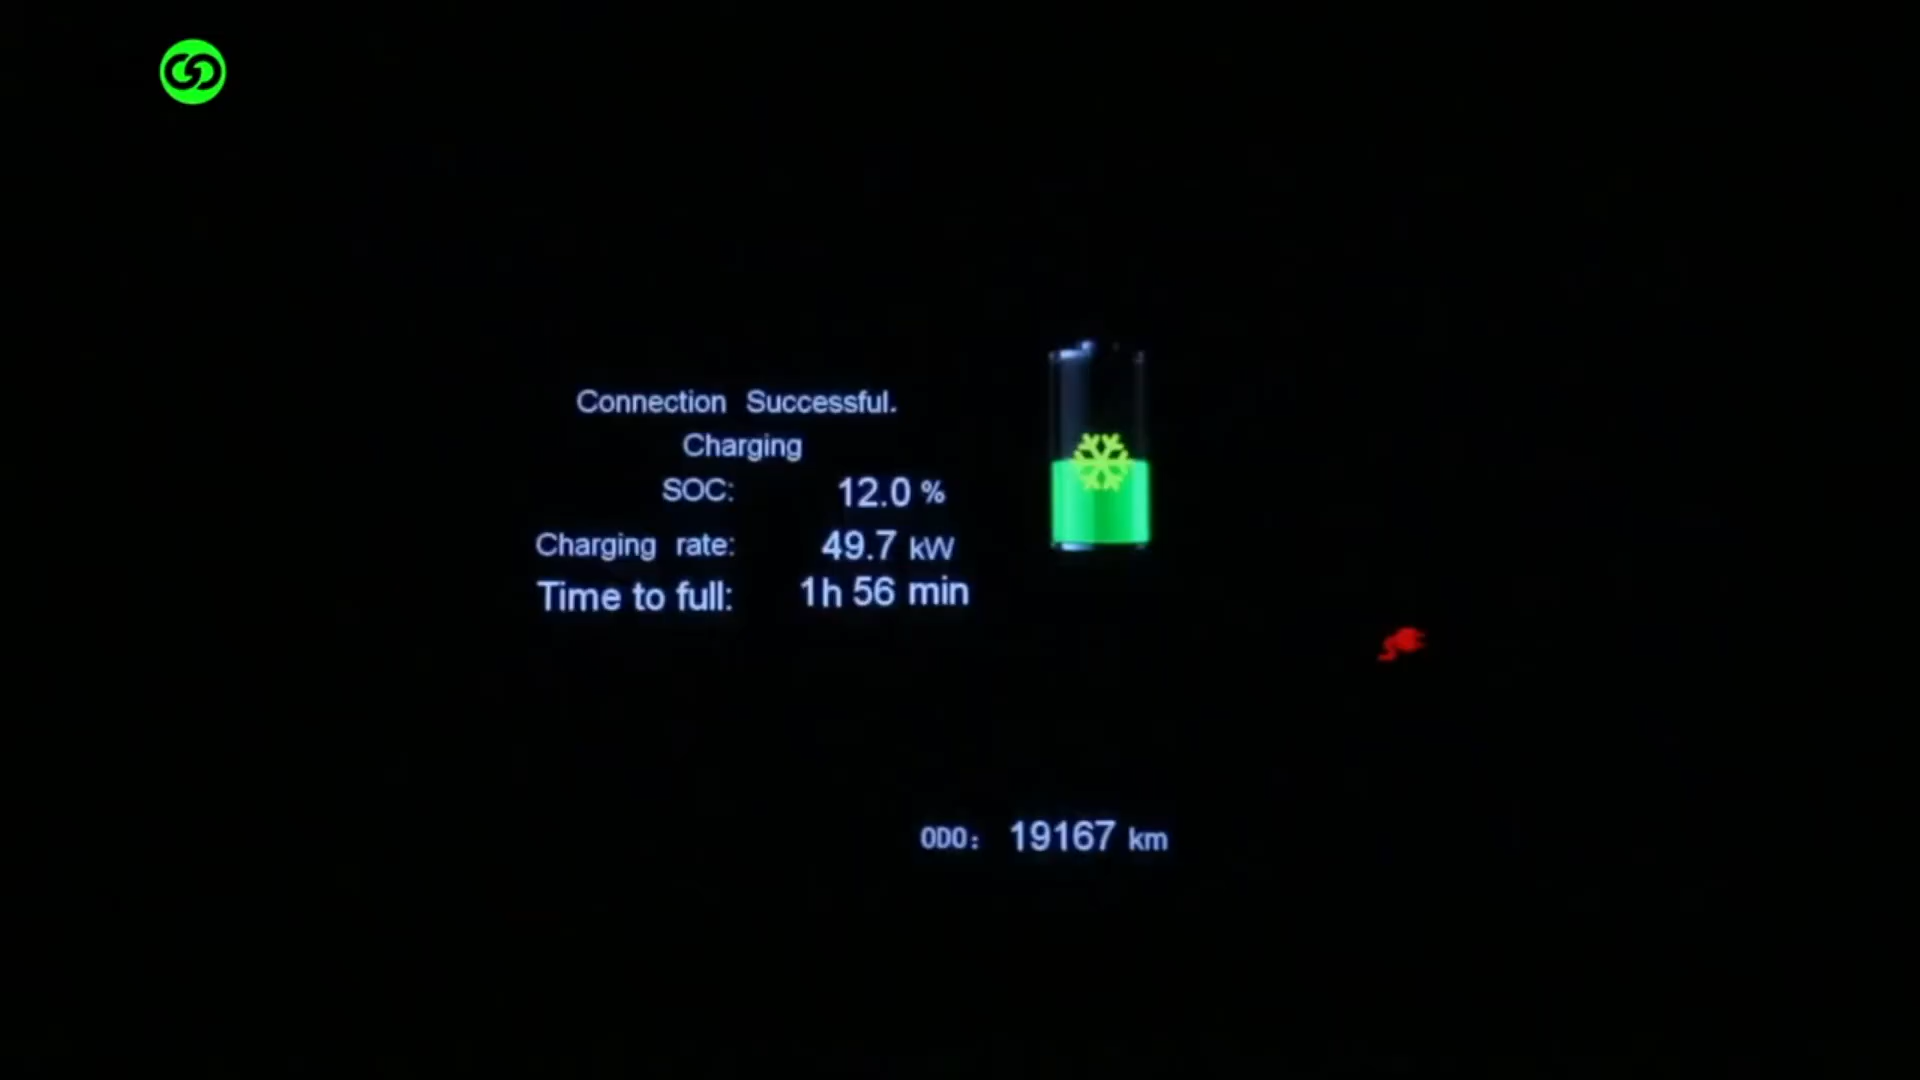 Connection Successful.
Charging
SOC: 12.0 %
Charging rate: 49.7 kW
Time to full: 1h 56 min
ODO: 19167 km